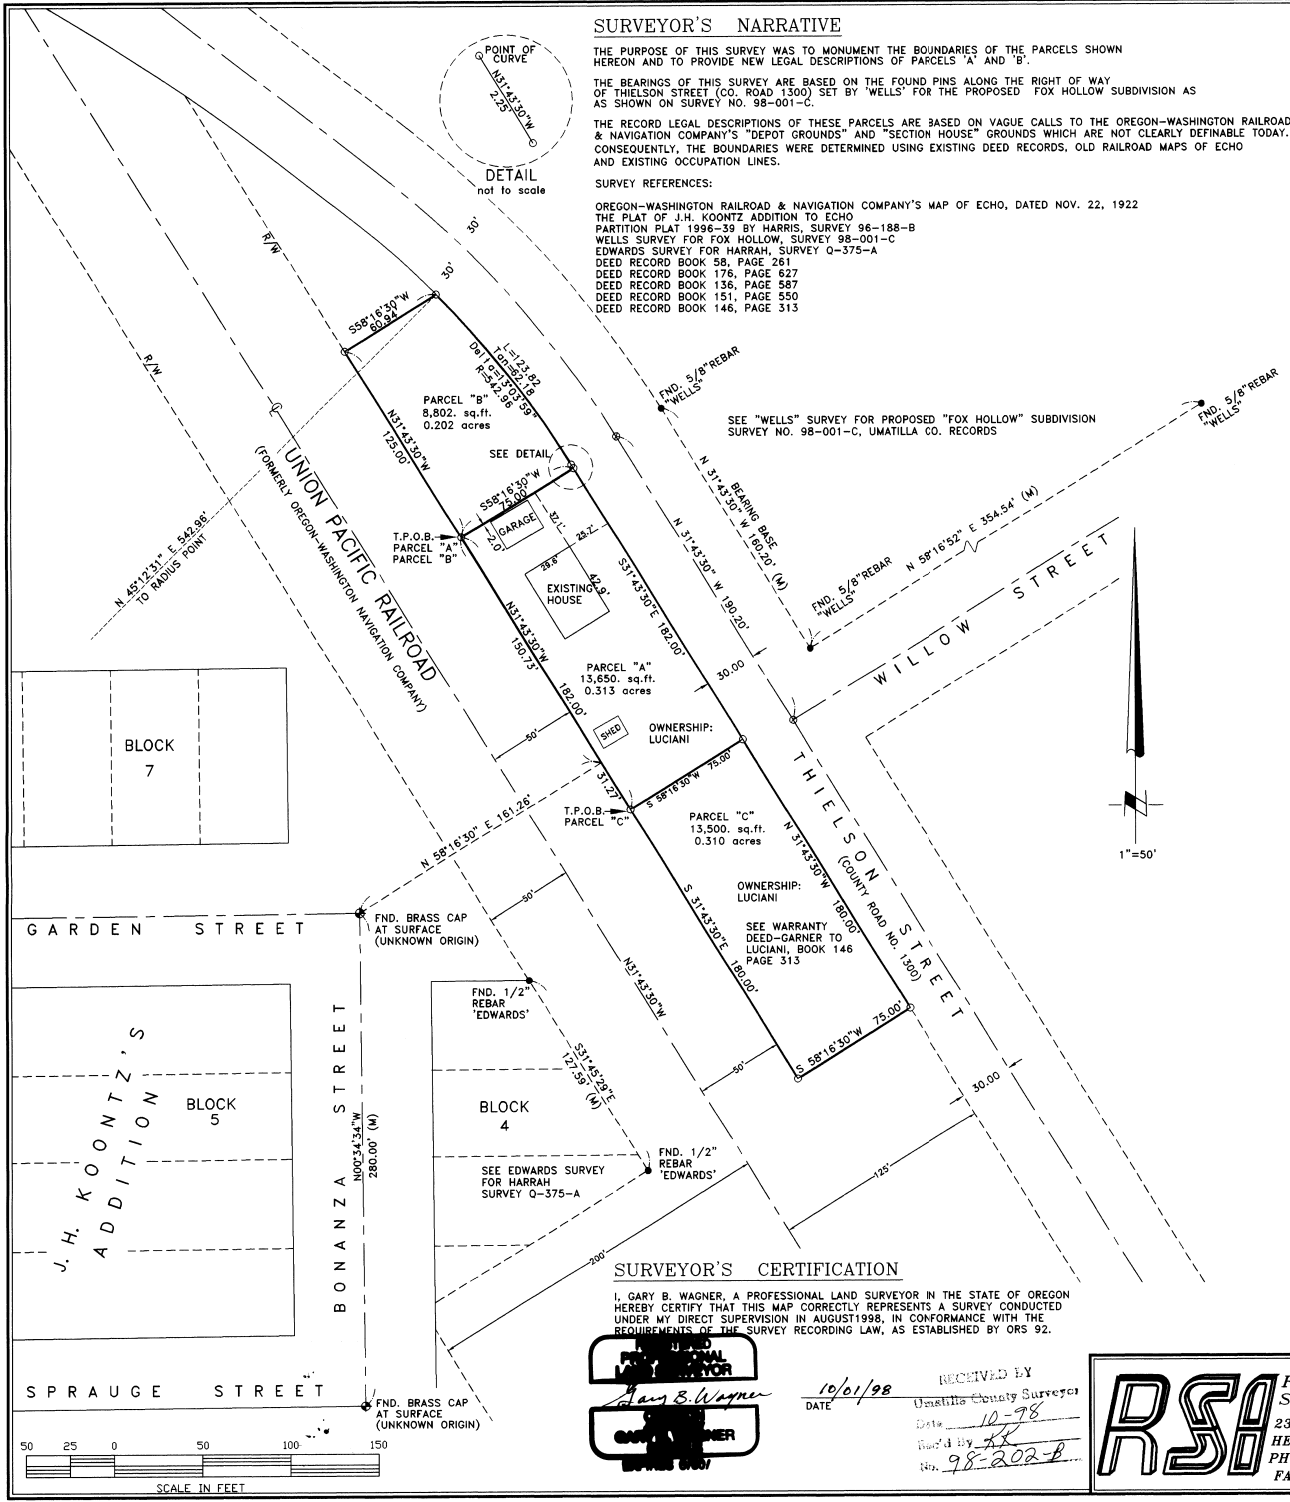 SURVEYOR'S NARRATIVE
THE PURPOSE OF THIS SURVEY WAS TO MONUMENT THE BOUNDARIES OF THE PARCELS SHOWN
HEREON AND TO PROVIDE NEW LEGAL DESCRIPTIONS OF PARCELS 'A' AND 'B'.
THE BEARINGS OF THIS SURVEY ARE BASED ON THE FOUND PINS ALONG THE RIGHT OF WAY
OF THIELSON STREET (CO. ROAD 1300) SET BY 'WELLS' FOR THE PROPOSED FOX HOLLOW SUBDIVISION AS
AS SHOWN ON SURVEY NO. 98-001-C.
THE RECORD LEGAL DESCRIPTIONS OF THESE PARCELS ARE BASED ON VAGUE CALLS TO THE OREGON-WASHINGTON RAILROAD
& NAVIGATION COMPANY'S "DEPOT GROUNDS" AND "SECTION HOUSE" GROUNDS WHICH ARE NOT CLEARLY DEFINABLE TODAY.
CONSEQUENTLY, THE BOUNDARIES WERE DETERMINED USING EXISTING DEED RECORDS, OLD RAILROAD MAPS OF ECHO
AND EXISTING OCCUPATION LINES.
SURVEY REFERENCES:
OREGON-WASHINGTON RAILROAD & NAVIGATION COMPANY'S MAP OF ECHO, DATED NOV. 22, 1922
THE PLAT OF J.H. KOONTZ ADDITION TO ECHO
PARTITION PLAT 1996-39 BY HARRIS, SURVEY 96-188-B
WELLS SURVEY FOR FOX HOLLOW, SURVEY 98-001-C
EDWARDS SURVEY FOR HARRAH, SURVEY Q-375-A
DEED RECORD BOOK 58, PAGE 261
DEED RECORD BOOK 176, PAGE 627
DEED RECORD BOOK 136, PAGE 587
DEED RECORD BOOK 151, PAGE 550
DEED RECORD BOOK 146, PAGE 313
POINT OF
CURVE
N31°43'30"W
2.25'
DETAIL
not to scale
30'
30'
R/W
R/W
S58°16'30"W
60.94'
L=123.82
Tan=62.18
Delta=13°03'59"
R=542.96
PARCEL "B"
8,802. sq.ft.
0.202 acres
N31°43'30"W
125.00'
SEE DETAIL
S58°16'30"W
75.00'
FND. 5/8"REBAR
"WELLS"
FND. 5/8"REBAR
"WELLS"
SEE "WELLS" SURVEY FOR PROPOSED "FOX HOLLOW" SUBDIVISION
SURVEY NO. 98-001-C, UMATILLA CO. RECORDS
BEARING BASE
N 31°43'30" W 160.20' (M)
N 58°16'52" E 354.54' (M)
FND. 5/8"REBAR
"WELLS"
N 31°43'30" W 190.20'
UNION PACIFIC RAILROAD
(FORMERLY OREGON-WASHINGTON NAVIGATION COMPANY)
N 45°12'31" E 542.96'
TO RADIUS POINT
T.P.O.B.
PARCEL "A"
PARCEL "B"
GARAGE
2.0'
37.1'
25.2'
29.6'
42.9'
EXISTING
HOUSE
S31°43'30"E 182.00'
N31°43'30"W
150.73'
182.00'
31.27'
PARCEL "A"
13,650. sq.ft.
0.313 acres
SHED
OWNERSHIP:
LUCIANI
30.00
WILLOW STREET
S 58°16'30"W 75.00'
T.P.O.B.
PARCEL "C"
50'
N 58°16'30" E 161.26'
BLOCK
7
PARCEL "C"
13,500. sq.ft.
0.310 acres
N 31°43'30"W 180.00'
S 31°43'30"E 180.00'
OWNERSHIP:
LUCIANI
SEE WARRANTY
DEED-GARNER TO
LUCIANI, BOOK 146
PAGE 313
THIELSON STREET
(COUNTY ROAD NO. 1300)
S 58°16'30"W 75.00'
1"=50'
GARDEN STREET
FND. BRASS CAP
AT SURFACE
(UNKNOWN ORIGIN)
50'
N31°43'30"W
50'
30.00
125'
200'
FND. 1/2"
REBAR
'EDWARDS'
S31°45'29"E
127.59' (M)
FND. 1/2"
REBAR
'EDWARDS'
J. H. KOONTZ'S
ADDITION
BLOCK
5
BONANZA STREET
N00°34'34"W
280.00' (M)
BLOCK
4
SEE EDWARDS SURVEY
FOR HARRAH
SURVEY Q-375-A
SPRAUGE STREET
FND. BRASS CAP
AT SURFACE
(UNKNOWN ORIGIN)
50 25 0 50 100 150
SCALE IN FEET
SURVEYOR'S CERTIFICATION
I, GARY B. WAGNER, A PROFESSIONAL LAND SURVEYOR IN THE STATE OF OREGON
HEREBY CERTIFY THAT THIS MAP CORRECTLY REPRESENTS A SURVEY CONDUCTED
UNDER MY DIRECT SUPERVISION IN AUGUST1998, IN CONFORMANCE WITH THE
REQUIREMENTS OF THE SURVEY RECORDING LAW, AS ESTABLISHED BY ORS 92.
REGISTERED
PROFESSIONAL
LAND SURVEYOR
Gary B. Wagner
10/01/98
DATE
RECEIVED BY
Umatilla County Surveyor
Date 10-98
Rec'd By KK
No. 98-202-B
RSI